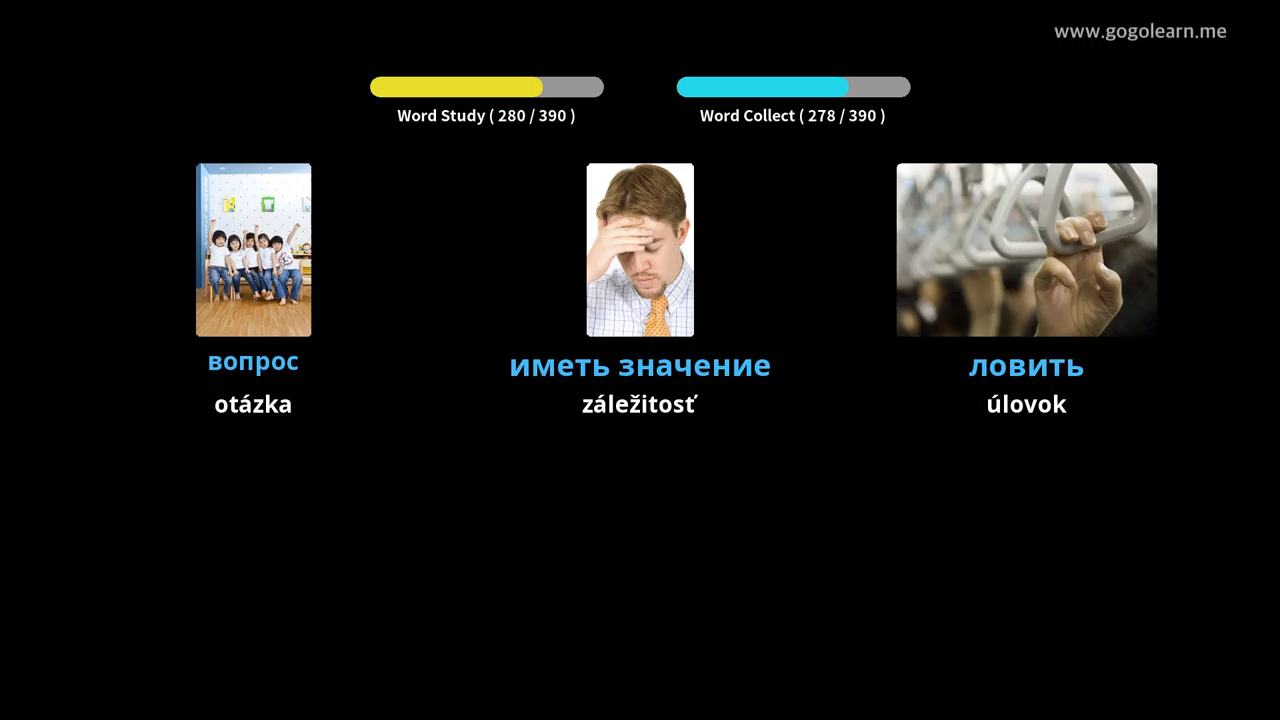 www.gogolearn.me
Word Study ( 280 / 390 )
Word Collect ( 278 / 390 )
вопрос
иметь значение
ловить
otázka
záležitosť
úlovok